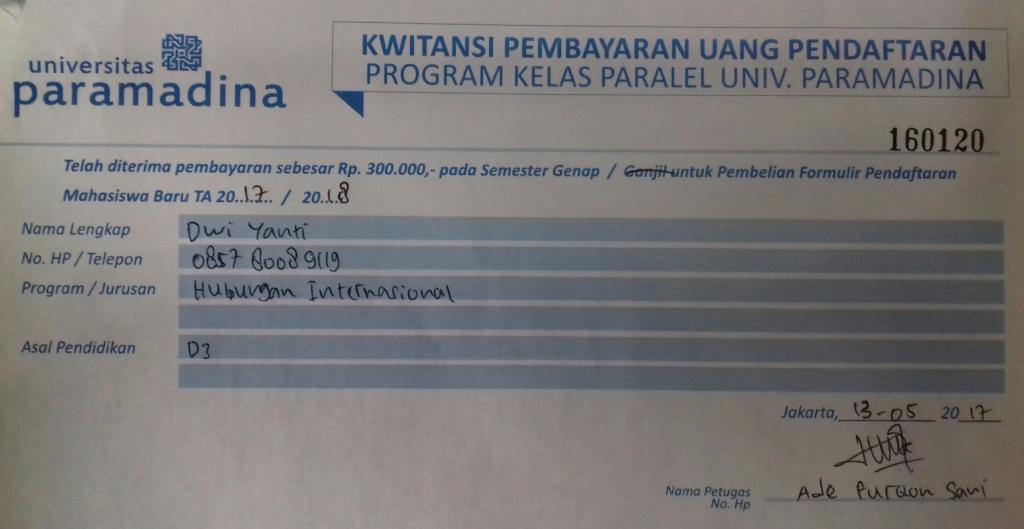 universitas
paramadina
KWITANSI PEMBAYARAN UANG PENDAFTARAN
PROGRAM KELAS PARALEL UNIV. PARAMADINA
160120
Telah diterima pembayaran sebesar Rp. 300.000,- pada Semester Genap / Ganjil untuk Pembelian Formulir Pendaftaran
Mahasiswa Baru TA 20..17.. / 20..18
Nama Lengkap Dwi Yanti
No. HP / Telepon 0857 8008 9119
Program / Jurusan Hubungan Internasional
Asal Pendidikan D3
Jakarta, 13-05 20 17
Nama Petugas Ade Furqon Sani
No. Hp